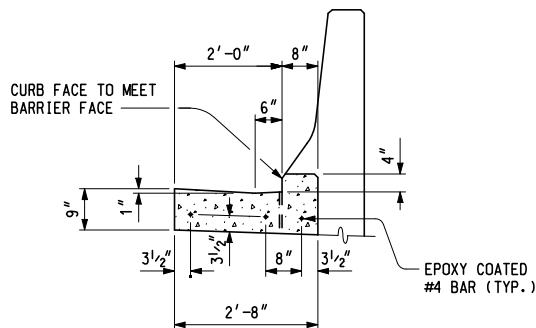 2'-0"
8"
CURB FACE TO MEET
BARRIER FACE
6"
4"
9"
1"
3 1/2"
3 1/2"
8"
3 1/2"
EPOXY COATED
#4 BAR (TYP.)
2'-8"